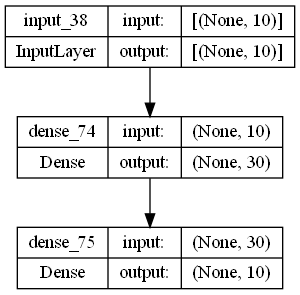 input_38 input: [(None, 10)]
InputLayer output: [(None, 10)]
dense_74 input: (None, 10)
Dense output: (None, 30)
dense_75 input: (None, 30)
Dense output: (None, 10)